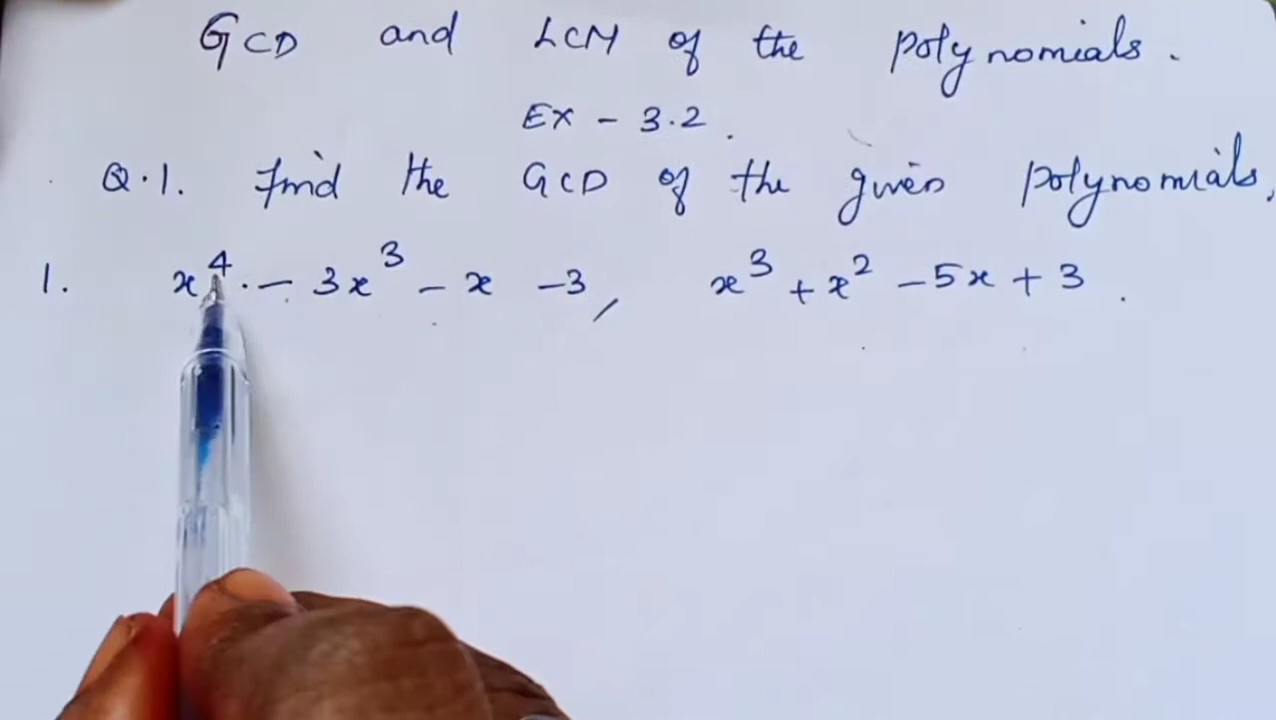 GCD and LCM of the polynomials.
EX - 3.2.
Q.1. Find the GCD of the given polynomials,
1. x⁴ - 3x³ - x - 3, x³ + x² - 5x + 3.